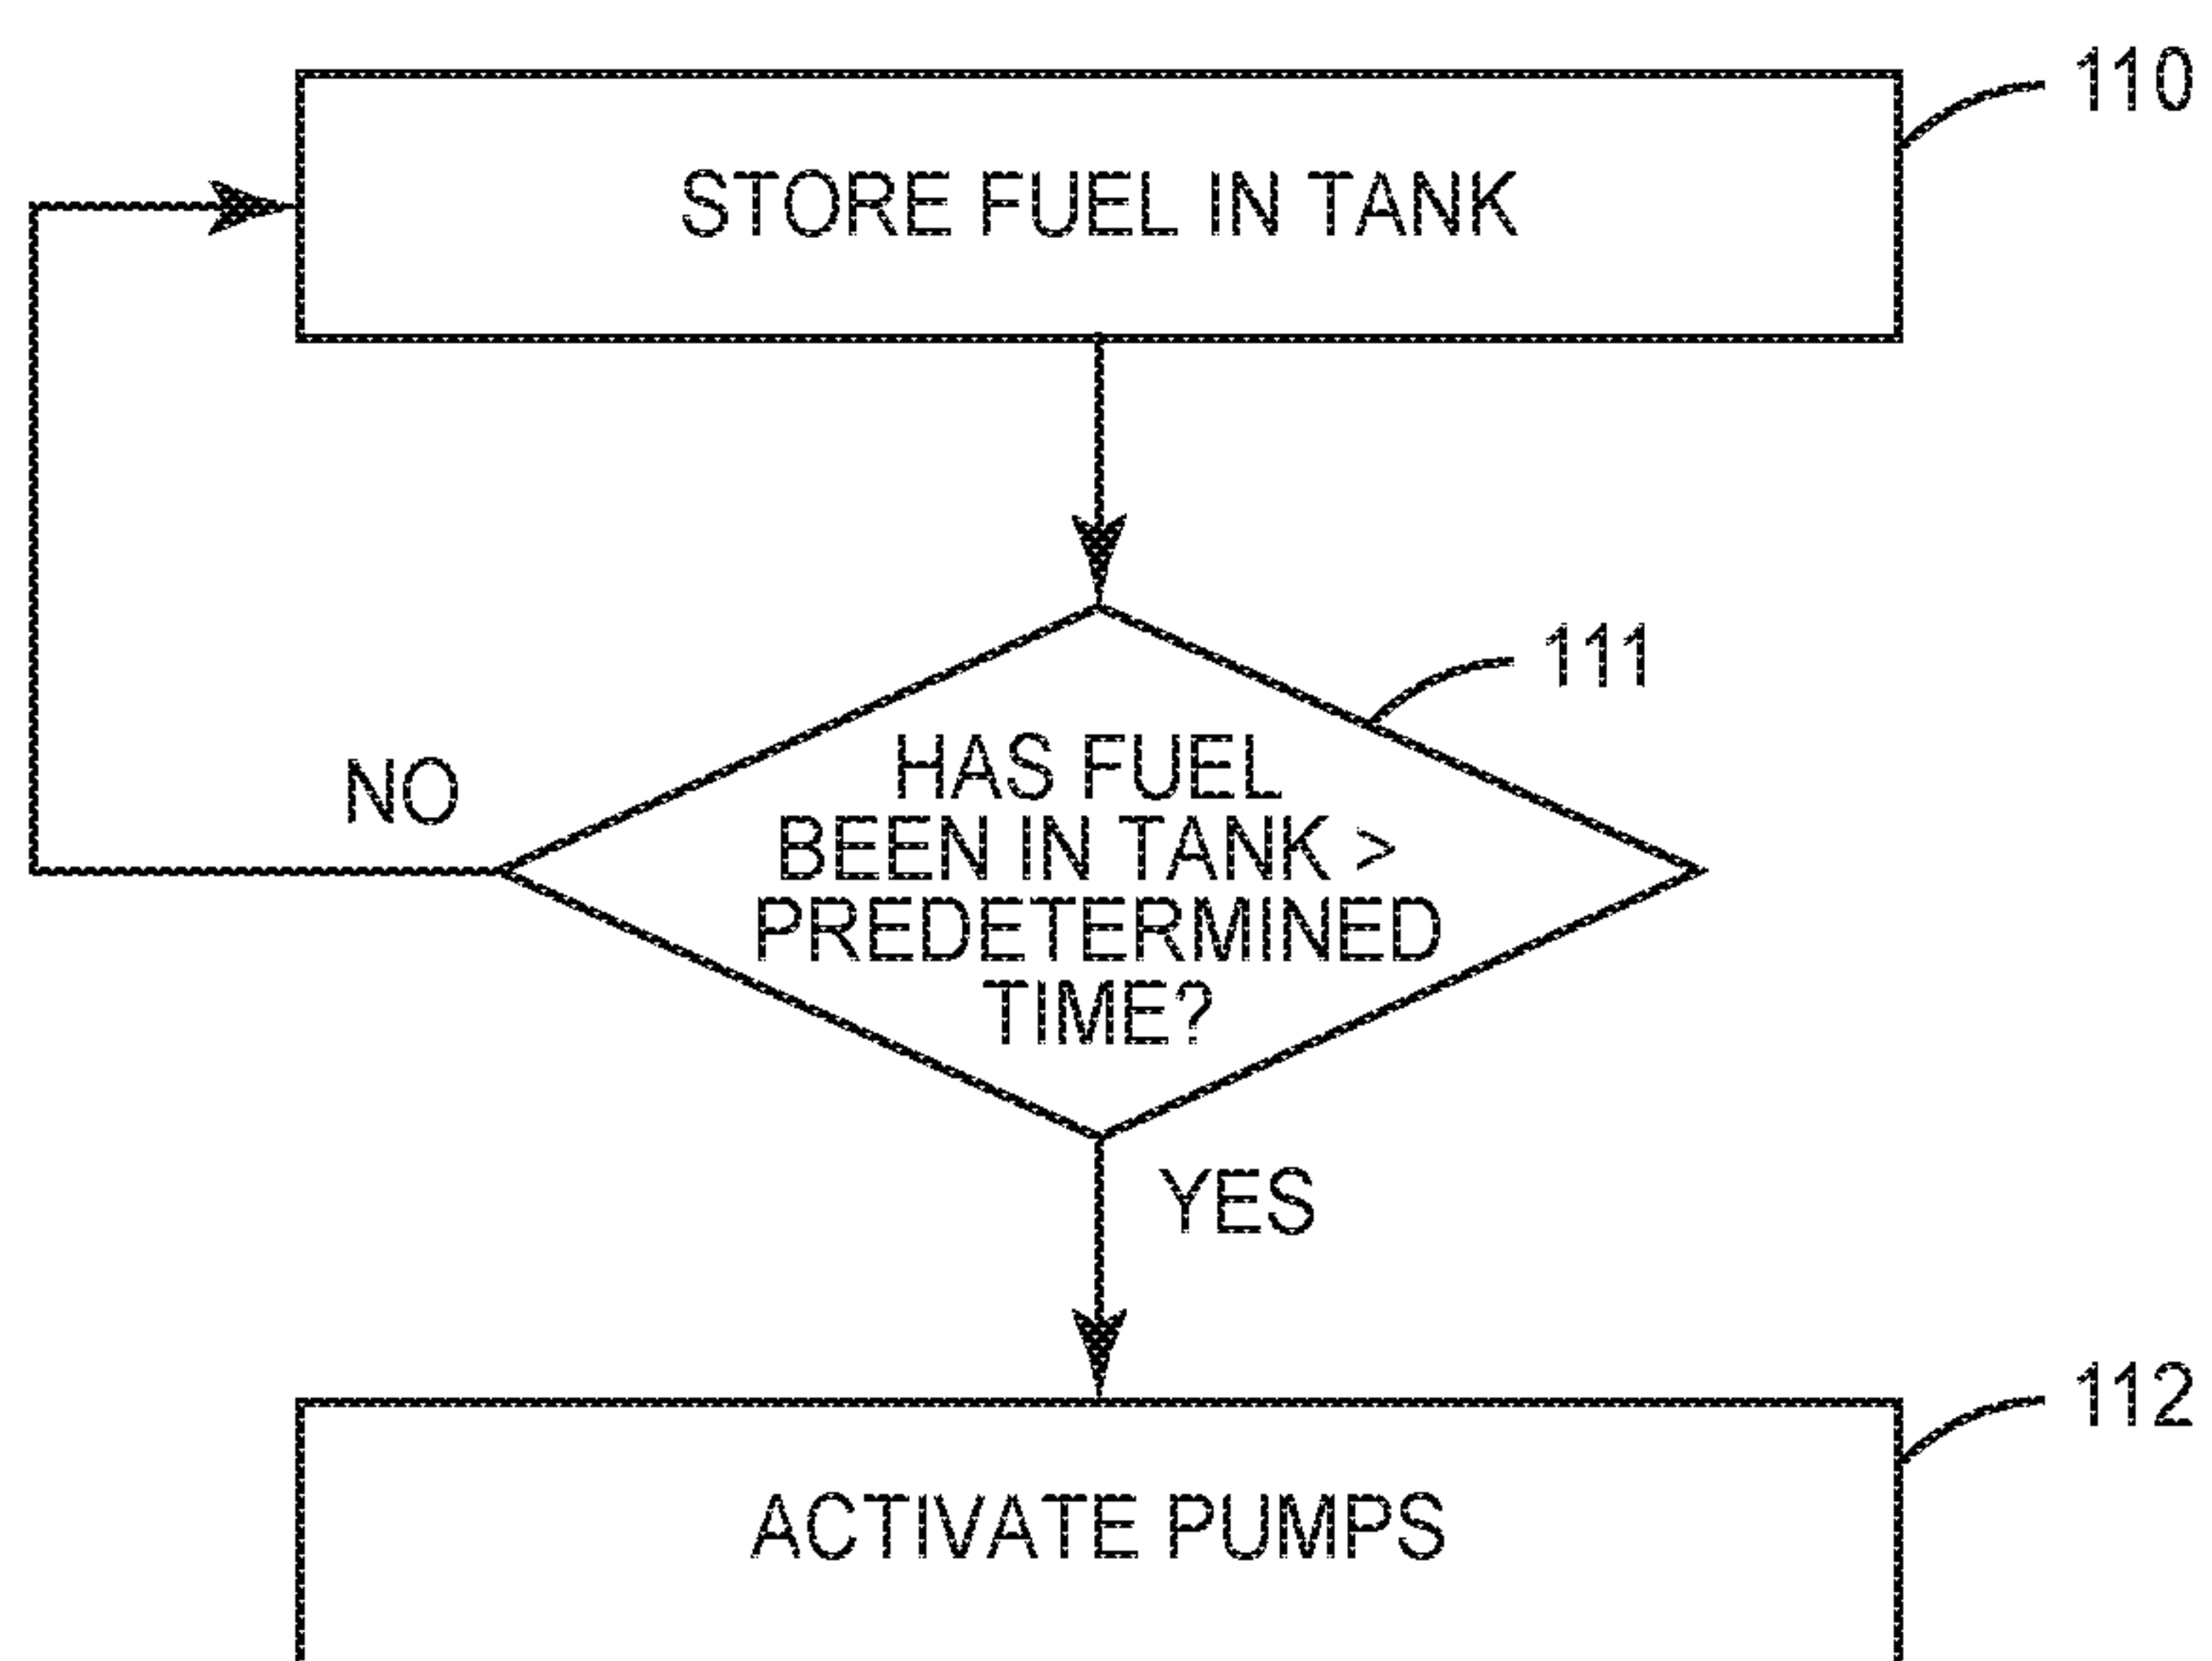 110
STORE FUEL IN TANK
111
HAS FUEL
BEEN IN TANK >
PREDETERMINED
TIME?
NO
YES
112
ACTIVATE PUMPS